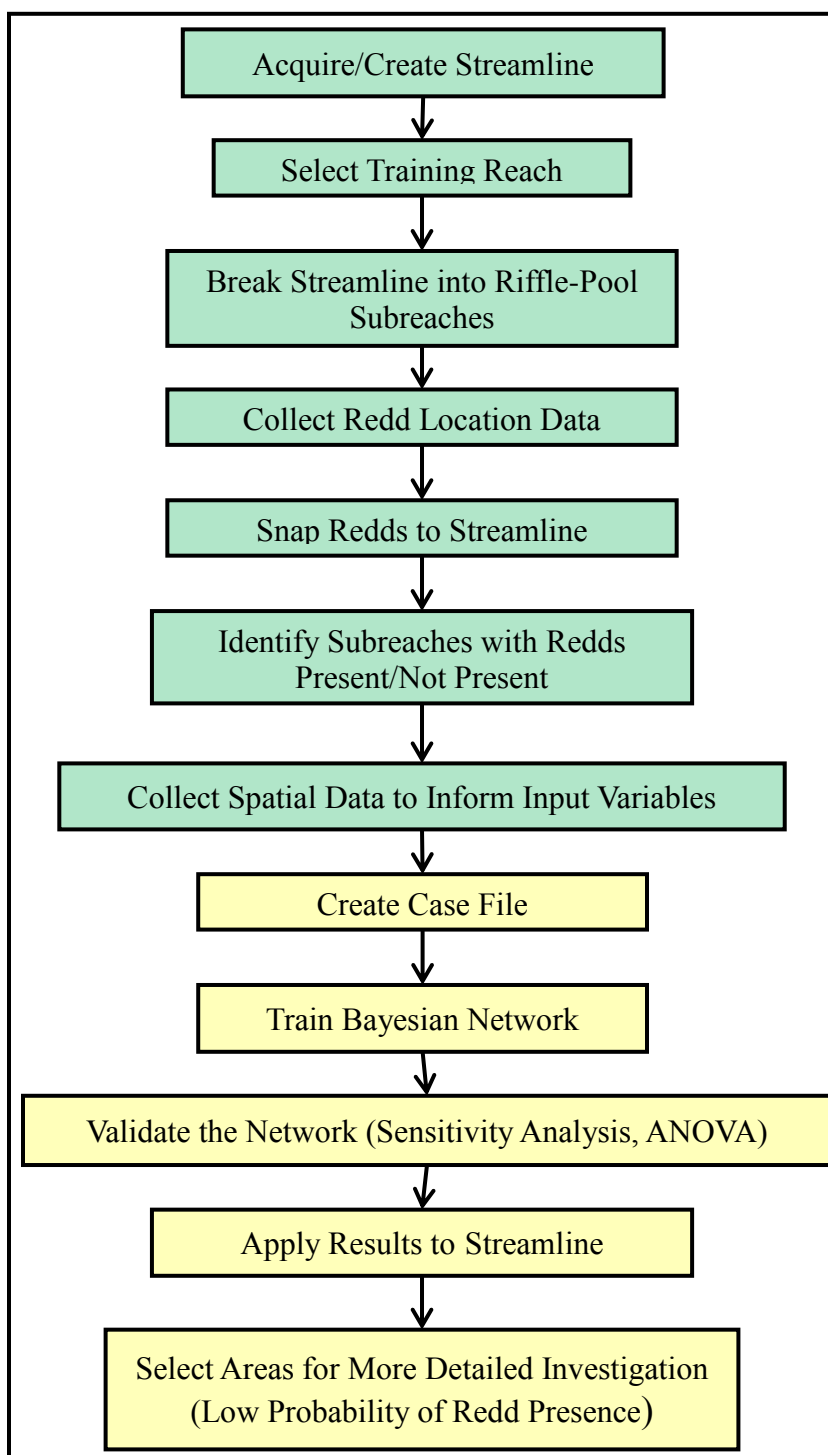 Acquire/Create Streamline
Select Training Reach
Break Streamline into Riffle-Pool
Subreaches
Collect Redd Location Data
Snap Redds to Streamline
Identify Subreaches with Redds
Present/Not Present
Collect Spatial Data to Inform Input Variables
Create Case File
Train Bayesian Network
Validate the Network (Sensitivity Analysis, ANOVA)
Apply Results to Streamline
Select Areas for More Detailed Investigation
(Low Probability of Redd Presence)